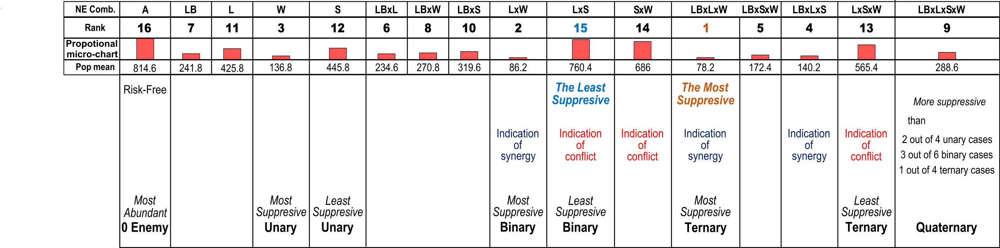 NE Comb. A LB L W S LBxL LBxW LBxS LxW LxS SxW LBxLxW LBxSxW LBxLxS LxSxW LBxLxSxW
Rank 16 7 11 3 12 6 8 10 2 15 14 1 5 4 13 9
Propotional
micro-chart
Pop mean 814.6 241.8 425.8 136.8 445.8 234.6 270.8 319.6 86.2 760.4 686 78.2 172.4 140.2 565.4 288.6
Risk-Free
Most
Abundant
0 Enemy
Most
Suppresive
Unary
Least
Suppresive
Unary
Indication
of
synergy
Most
Suppresive
Binary
The Least
Suppresive
Indication
of
conflict
Least
Suppresive
Binary
Indication
of
conflict
The Most
Suppresive
Indication
of
synergy
Most
Suppresive
Ternary
Indication
of
synergy
Indication
of
conflict
Least
Suppresive
Ternary
More suppressive
than
2 out of 4 unary cases
3 out of 6 binary cases
1 out of 4 ternary cases
Quaternary